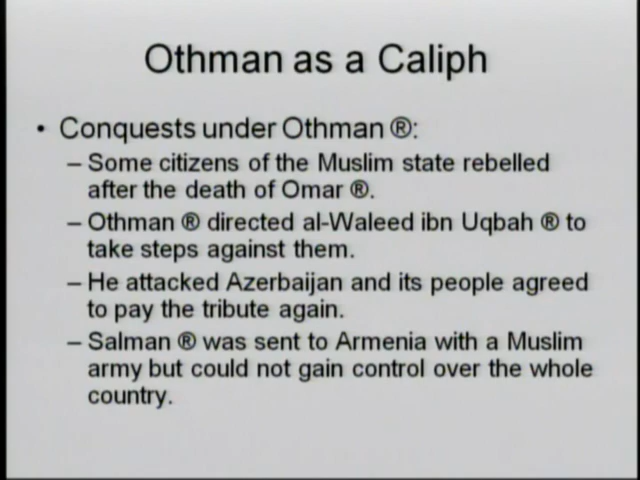 Othman as a Caliph
• Conquests under Othman ®:
– Some citizens of the Muslim state rebelled
after the death of Omar ®.
– Othman ® directed al-Waleed ibn Uqbah ® to
take steps against them.
– He attacked Azerbaijan and its people agreed
to pay the tribute again.
– Salman ® was sent to Armenia with a Muslim
army but could not gain control over the whole
country.